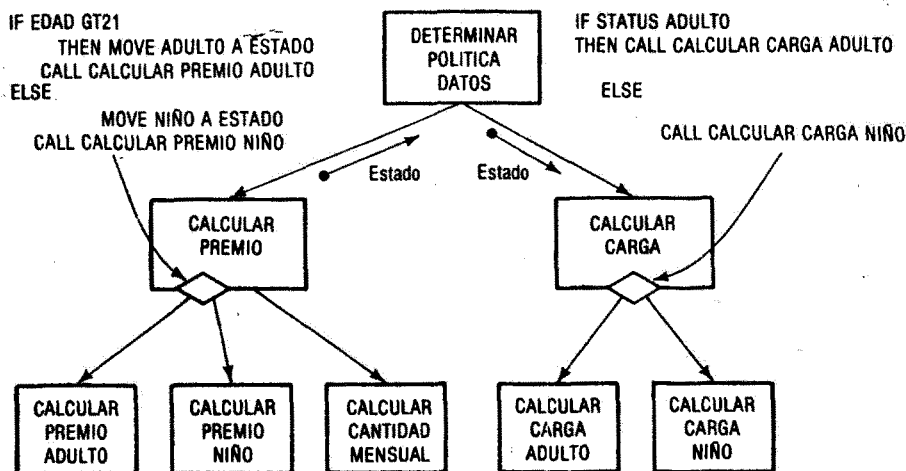 IF EDAD GT21
THEN MOVE ADULTO A ESTADO
CALL CALCULAR PREMIO ADULTO
ELSE
MOVE NIÑO A ESTADO
CALL CALCULAR PREMIO NIÑO
DETERMINAR
POLITICA
DATOS
IF STATUS ADULTO
THEN CALL CALCULAR CARGA ADULTO
ELSE
CALL CALCULAR CARGA NIÑO
Estado
Estado
CALCULAR
PREMIO
CALCULAR
CARGA
CALCULAR
PREMIO
ADULTO
CALCULAR
PREMIO
NIÑO
CALCULAR
CANTIDAD
MENSUAL
CALCULAR
CARGA
ADULTO
CALCULAR
CARGA
NIÑO